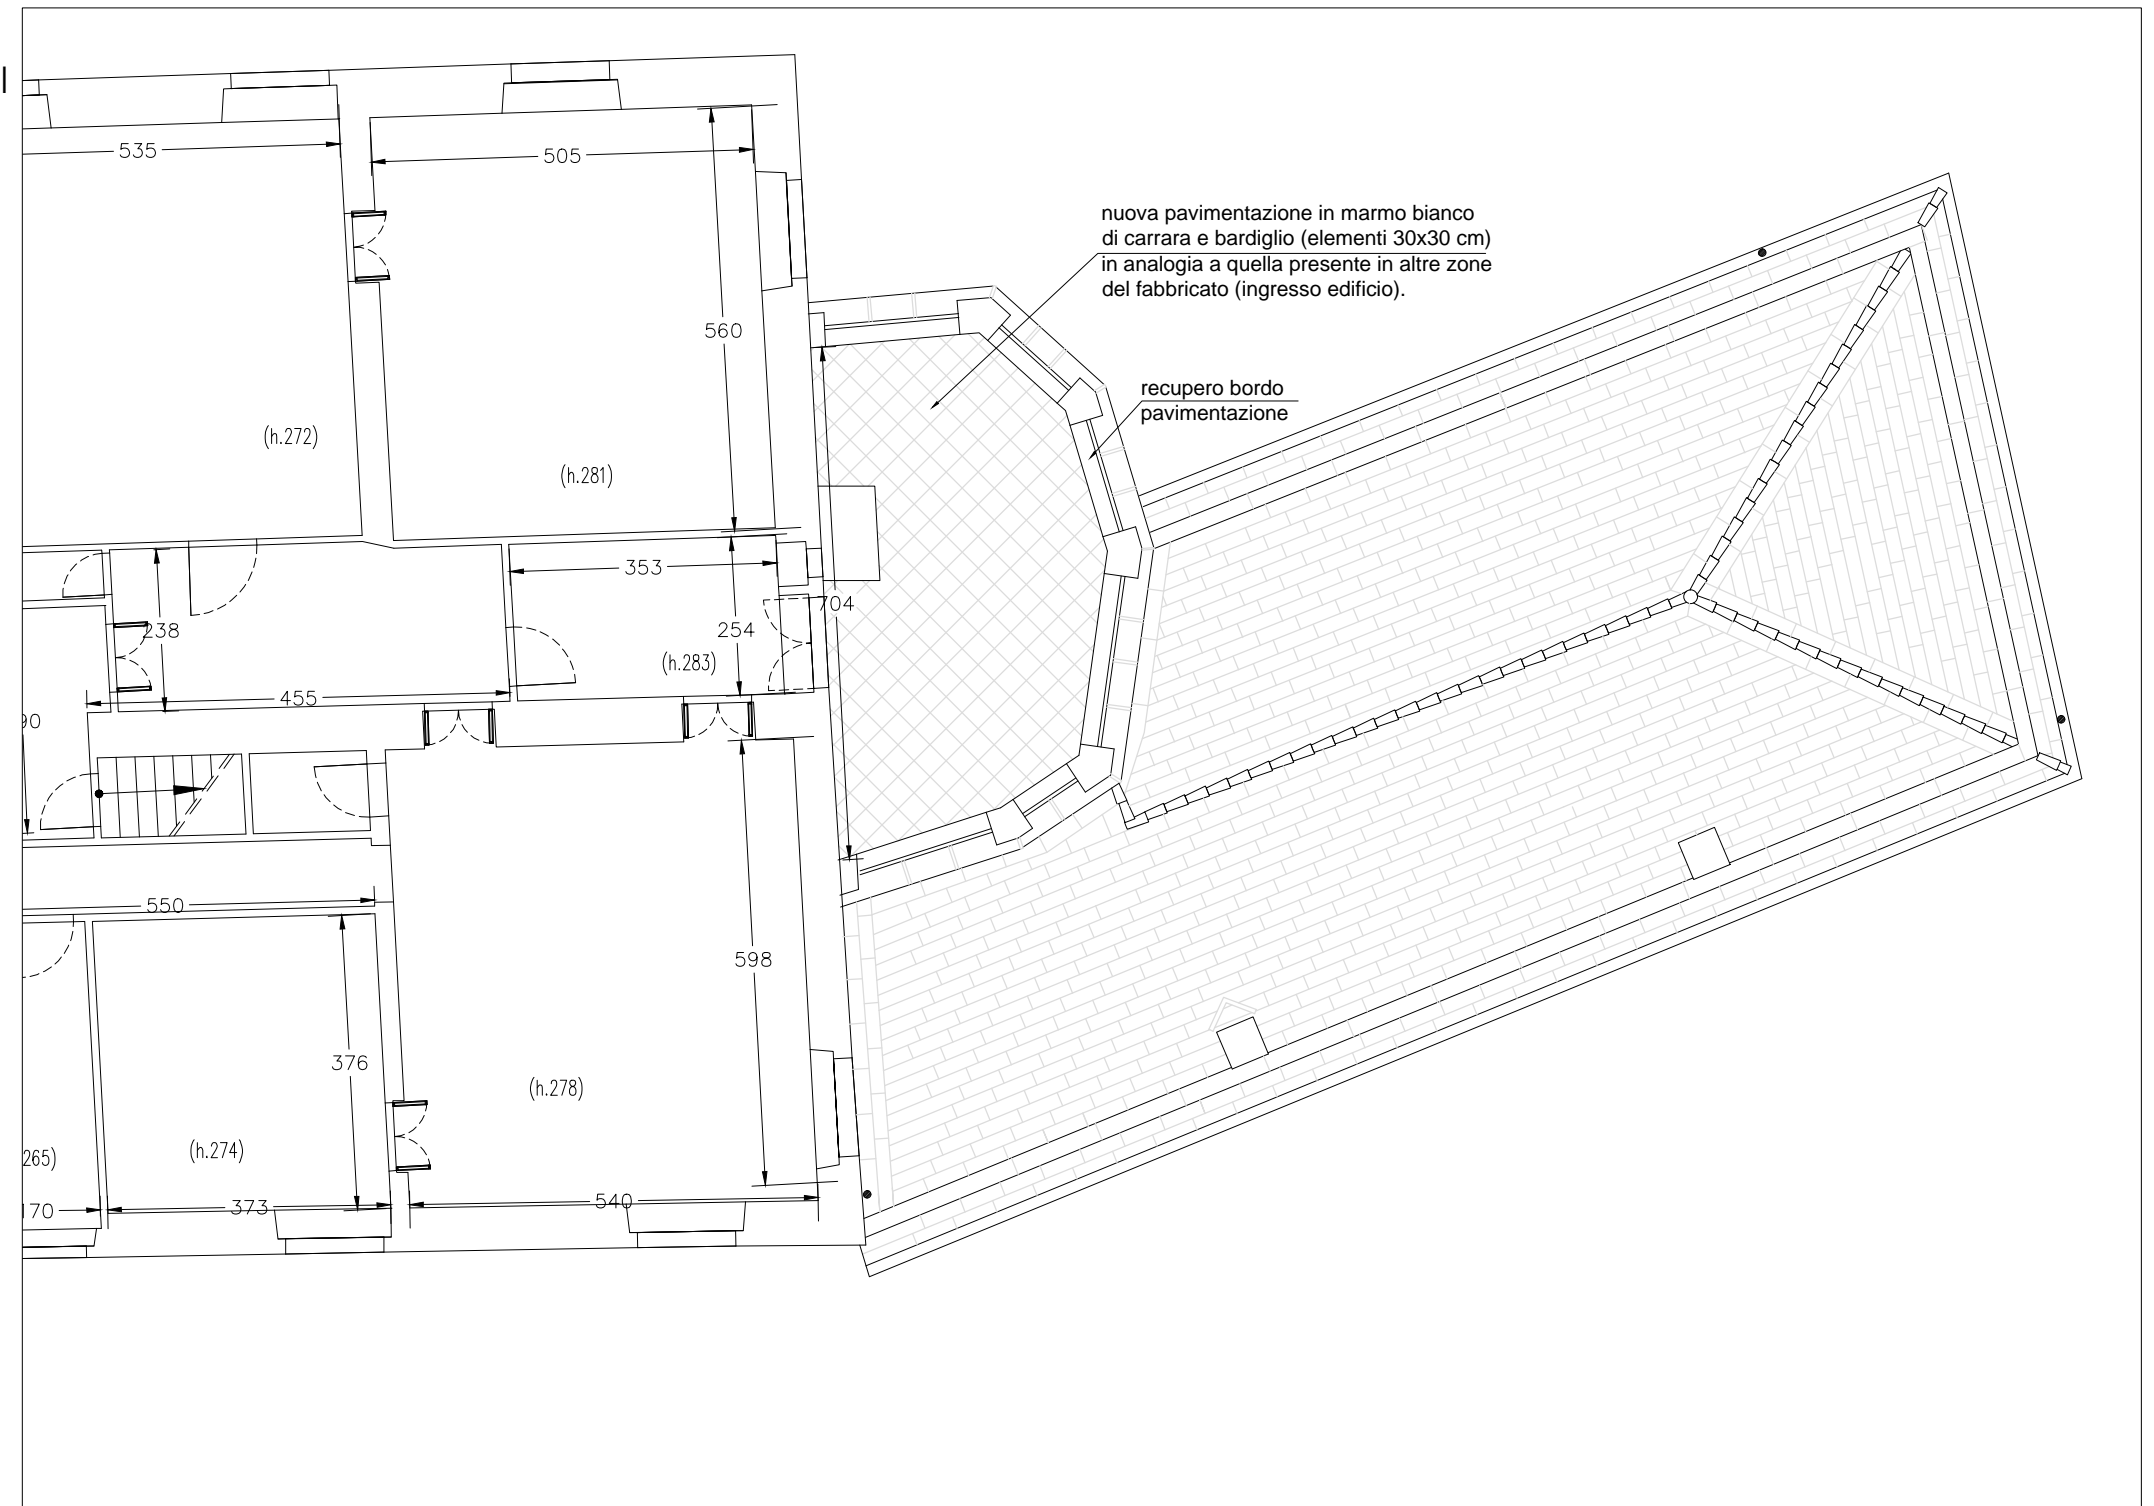 l
535
505
nuova pavimentazione in marmo bianco
di carrara e bardiglio (elementi 30x30 cm)
in analogia a quella presente in altre zone
del fabbricato (ingresso edificio).
560
recupero bordo
pavimentazione
(h.272)
(h.281)
353
704
238
254
(h.283)
455
90
550
598
376
(h.278)
(h.274)
265)
170
373
540